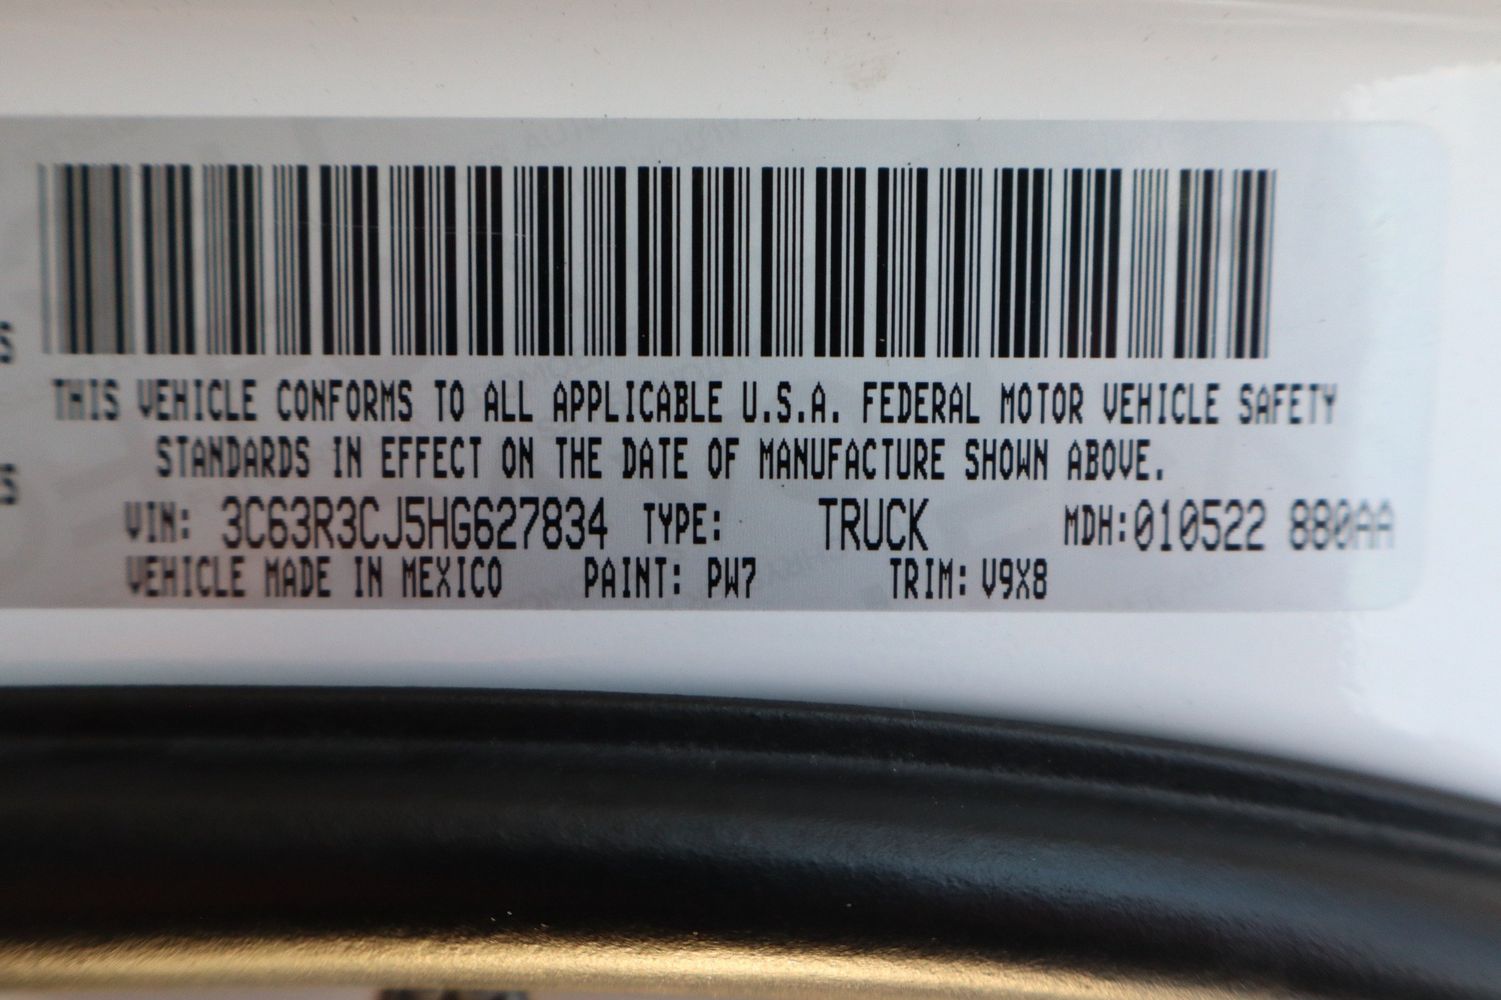 THIS VEHICLE CONFORMS TO ALL APPLICABLE U.S.A. FEDERAL MOTOR VEHICLE SAFETY
STANDARDS IN EFFECT ON THE DATE OF MANUFACTURE SHOWN ABOVE.
VIN: 3C63R3CJ5HG627834 TYPE: TRUCK MDH:010522 880AA
VEHICLE MADE IN MEXICO PAINT: PW7 TRIM: V9X8